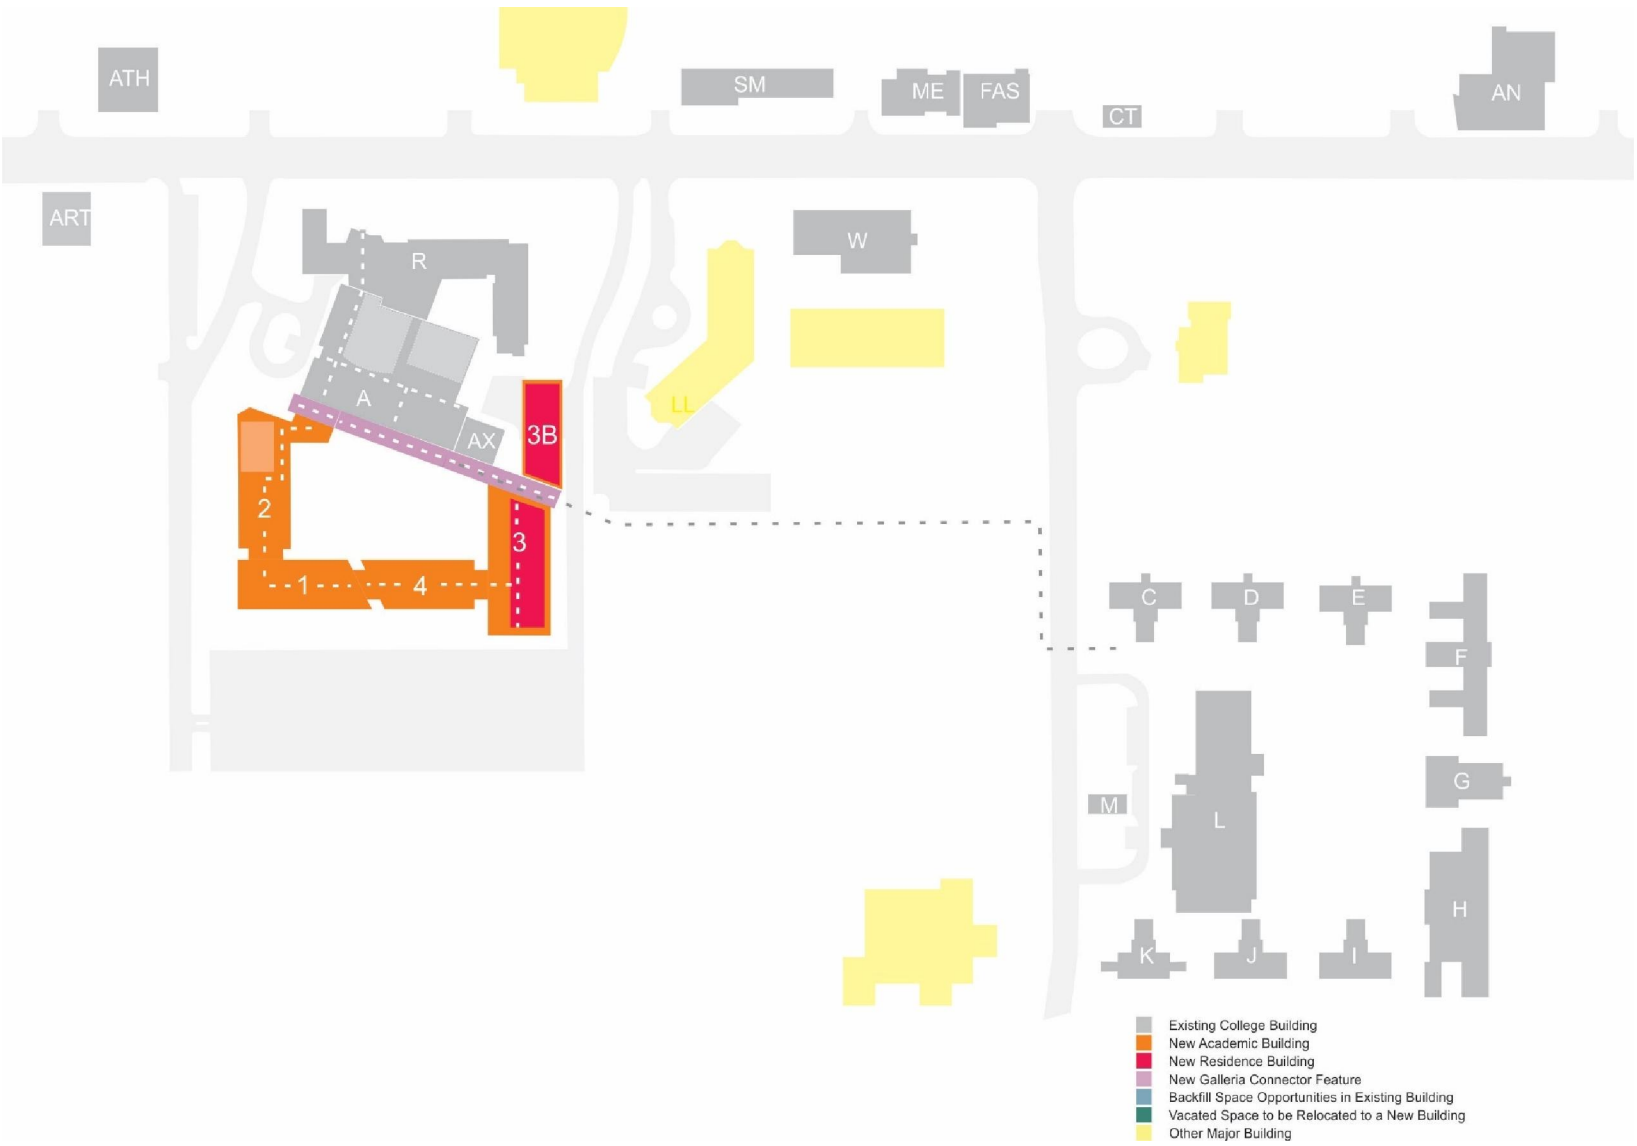 ATH
SM
ME
FAS
CT
AN
ART
R
W
A
AX
3B
LL
2
3
1
4
C
D
E
F
G
M
L
H
K
J
I
Existing College Building
New Academic Building
New Residence Building
New Galleria Connector Feature
Backfill Space Opportunities in Existing Building
Vacated Space to be Relocated to a New Building
Other Major Building